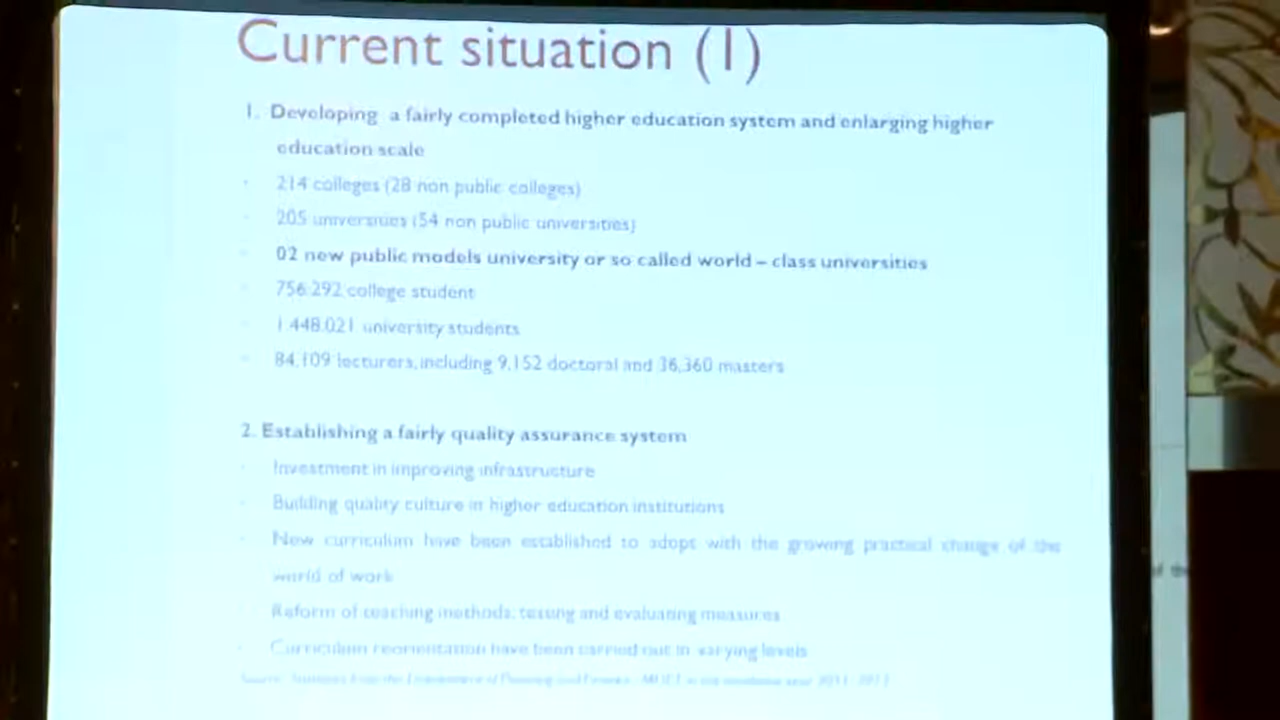 Current situation (1)
1. Developing a fairly completed higher education system and enlarging higher
education scale
214 colleges (28 non public colleges)
205 universities (54 non public universities)
02 new public models university or so called world – class universities
756.292 college student
1.448.021 university students
84,109 lecturers, including 9,152 doctoral and 36,360 masters
2. Establishing a fairly quality assurance system
Investment in improving infrastructure
Building quality culture in higher education institutions
New curriculum have been established to adopt with the growing practical change of the
world of work
Reform of teaching methods, testing and evaluating measures
Curriculum reorientation have been carried out in varying levels